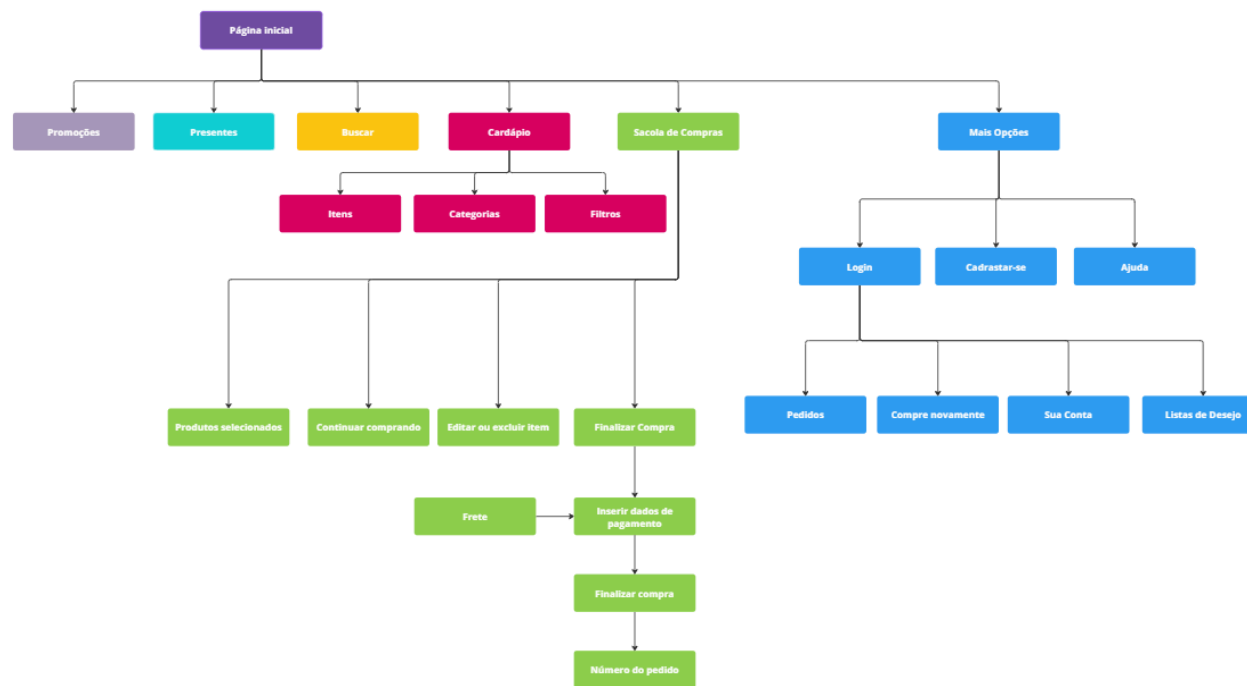 Página inicial
Promoções
Presentes
Buscar
Cardápio
Sacola de Compras
Mais Opções
Itens
Categorias
Filtros
Login
Cadrastar-se
Ajuda
Produtos selecionados
Continuar comprando
Editar ou excluir item
Finalizar Compra
Pedidos
Compre novamente
Sua Conta
Listas de Desejo
Frete
Inserir dados de
pagamento
Finalizar compra
Número do pedido